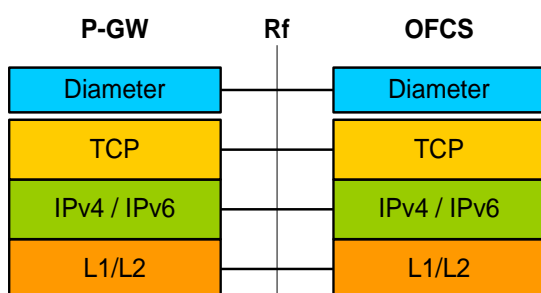 P-GW Rf OFCS
Diameter Diameter
TCP TCP
IPv4 / IPv6 IPv4 / IPv6
L1/L2 L1/L2